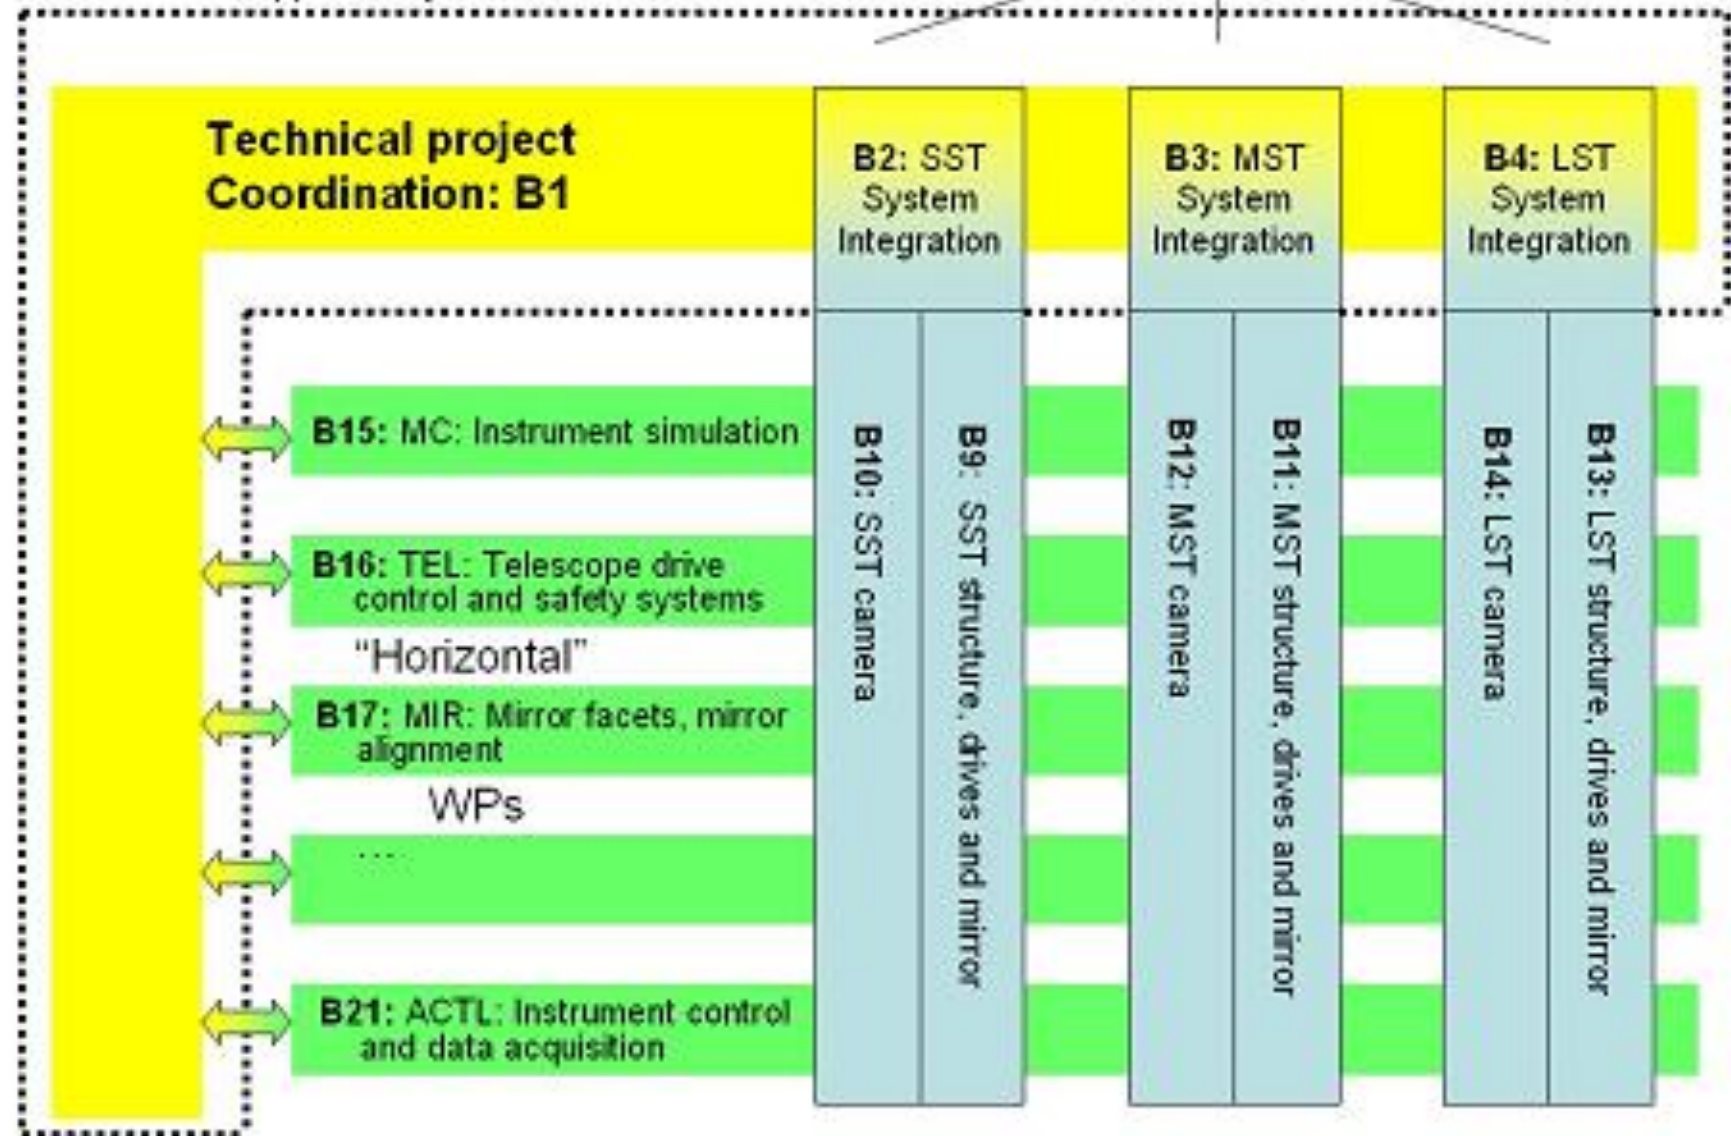 Technical project
Coordination: B1
B2: SST
System
Integration
B3: MST
System
Integration
B4: LST
System
Integration
B15: MC: Instrument simulation
B16: TEL: Telescope drive
control and safety systems
“Horizontal”
B17: MIR: Mirror facets, mirror
alignment
WPs
...
B21: ACTL: Instrument control
and data acquisition
B10: SST camera
B9: SST structure, drives and mirror
B12: MST camera
B11: MST structure, drives and mirror
B14: LST camera
B13: LST structure, drives and mirror